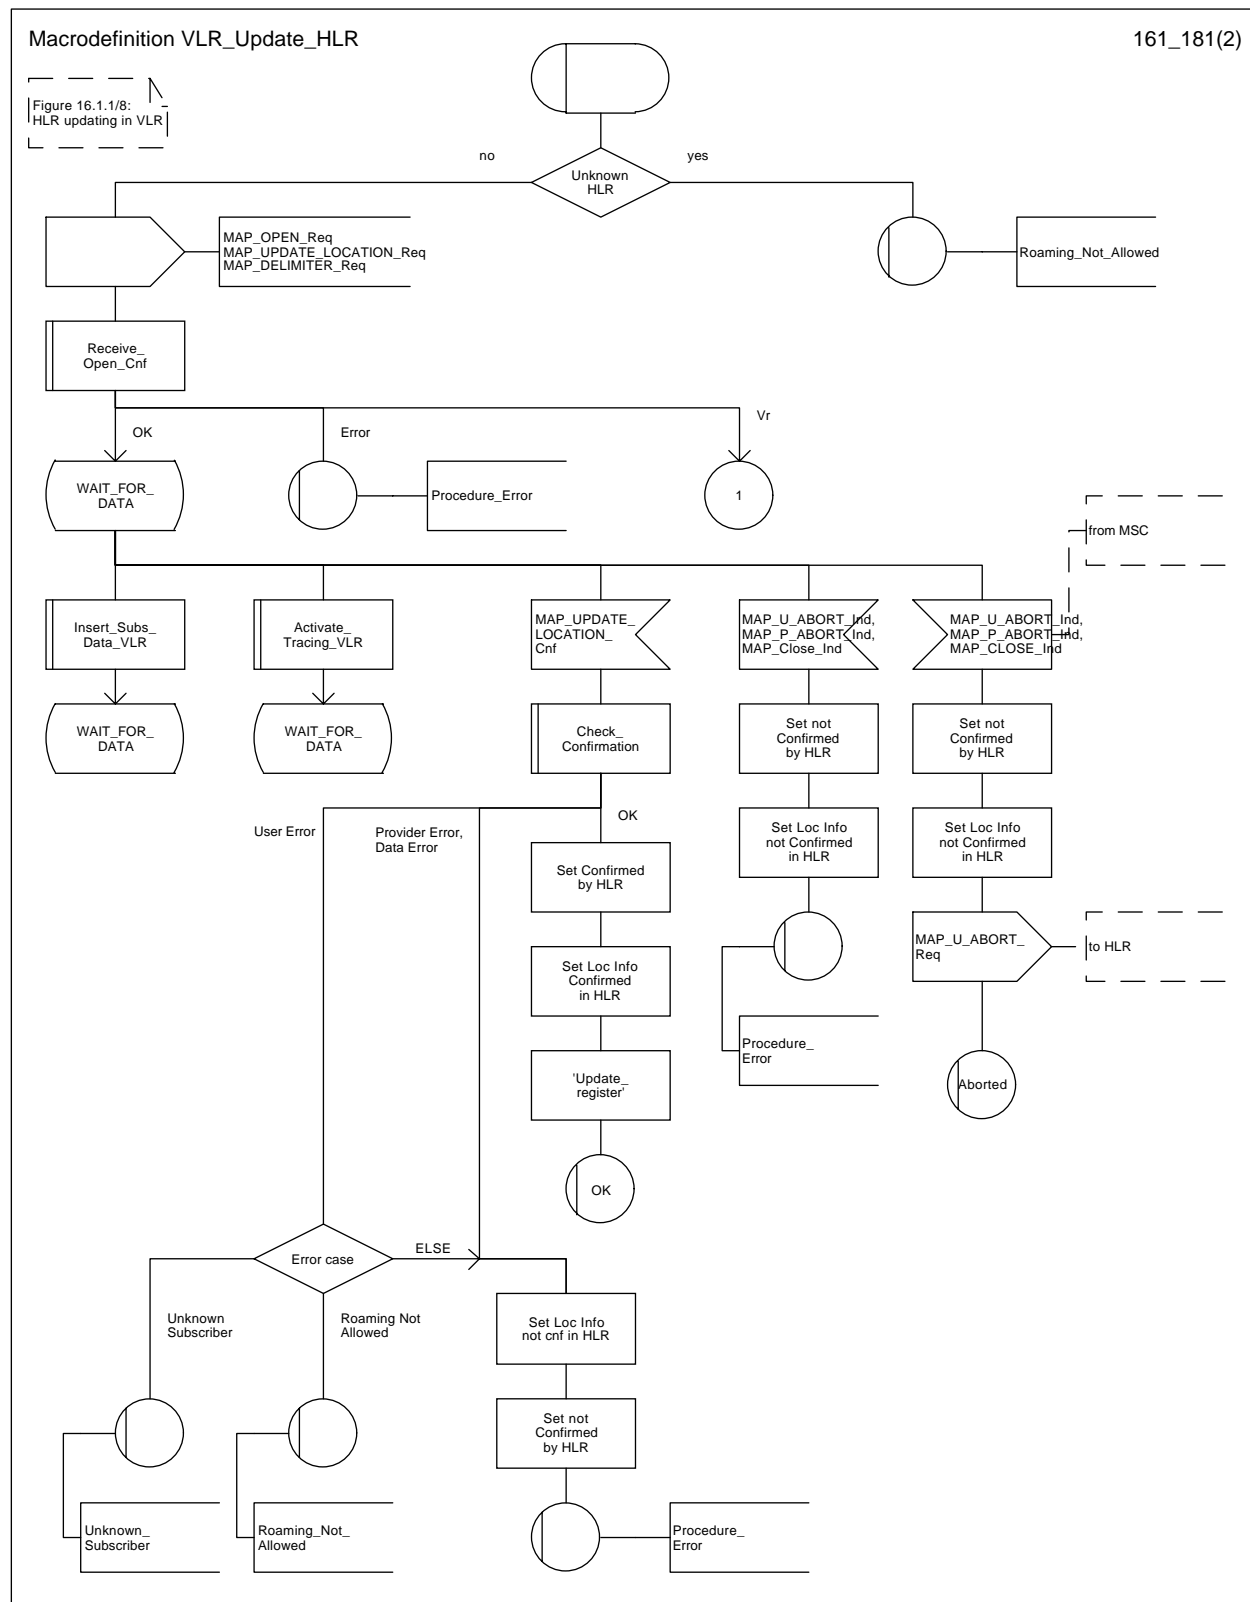 Macrodefinition VLR_Update_HLR
161_181(2)
Figure 16.1.1/8:
HLR updating in VLR
no
yes
Unknown
HLR
MAP_OPEN_Req
MAP_UPDATE_LOCATION_Req
MAP_DELIMITER_Req
Roaming_Not_Allowed
Receive_
Open_Cnf
OK
Error
Vr
WAIT_FOR_
DATA
Procedure_Error
1
from MSC
Insert_Subs_
Data_VLR
Activate_
Tracing_VLR
MAP_UPDATE_
LOCATION_
Cnf
MAP_U_ABORT_Ind,
MAP_P_ABORT_Ind,
MAP_Close_Ind
MAP_U_ABORT_Ind,
MAP_P_ABORT_Ind,
MAP_CLOSE_Ind
WAIT_FOR_
DATA
WAIT_FOR_
DATA
Check_
Confirmation
Set not
Confirmed
by HLR
Set not
Confirmed
by HLR
User Error
Provider Error,
Data Error
OK
Set Loc Info
not Confirmed
in HLR
Set Loc Info
not Confirmed
in HLR
Set Confirmed
by HLR
MAP_U_ABORT_
Req
to HLR
Set Loc Info
Confirmed
in HLR
Procedure_
Error
'Update_
register'
Aborted
OK
Error case
ELSE
Unknown
Subscriber
Roaming Not
Allowed
Set Loc Info
not cnf in HLR
Set not
Confirmed
by HLR
Unknown_
Subscriber
Roaming_Not_
Allowed
Procedure_
Error